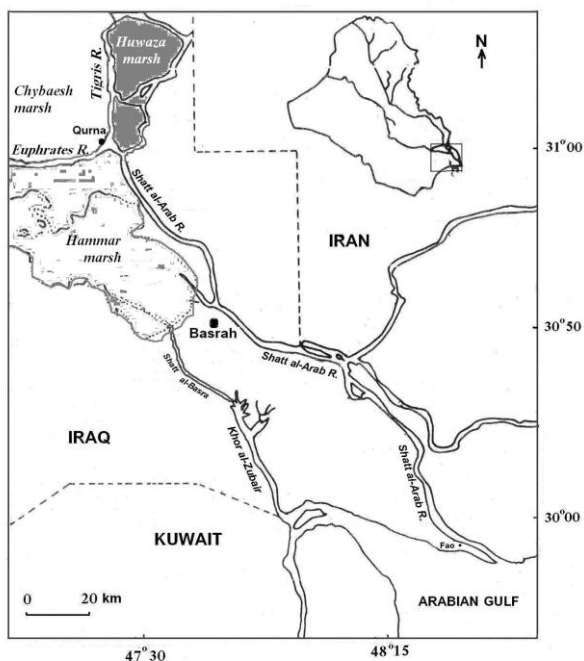 Huwaza
marsh
N
Tigris R.
Chybaesh
marsh
Qurna
Euphrates R.
31°00
Shatt al-Arab R.
Hammar
marsh
IRAN
Basrah
30°50
Shatt al-Arab R.
Shatt
al-Basra
IRAQ
Khor al-Zubair
Shatt al-Arab R.
30°00
KUWAIT
Fao
0 20 km
ARABIAN GULF
47°30
48°15